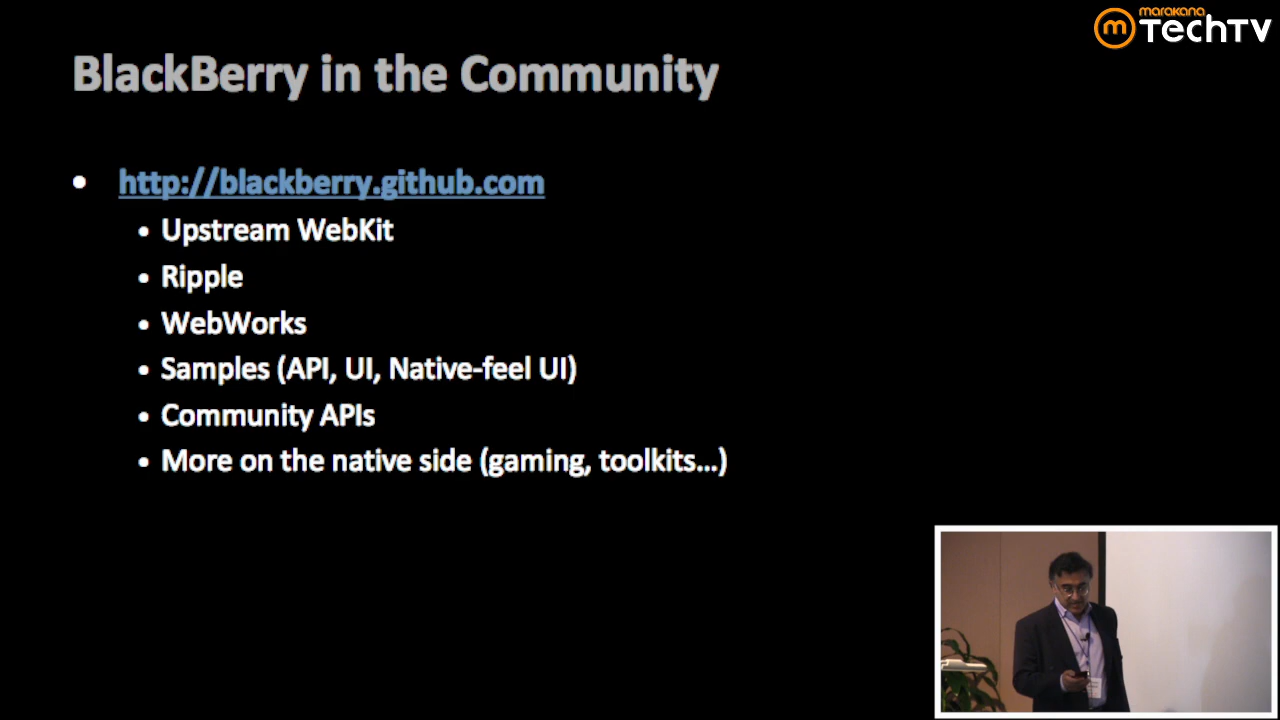 marakana
TechTV
BlackBerry in the Community
http://blackberry.github.com
Upstream WebKit
Ripple
WebWorks
Samples (API, UI, Native-feel UI)
Community APIs
More on the native side (gaming, toolkits…)